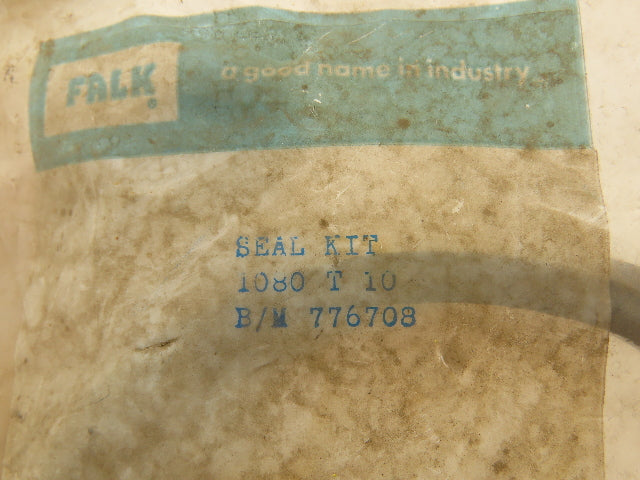 FALK®
a good name in industry...
SEAL KIT
1080 T 10
B/M 776708